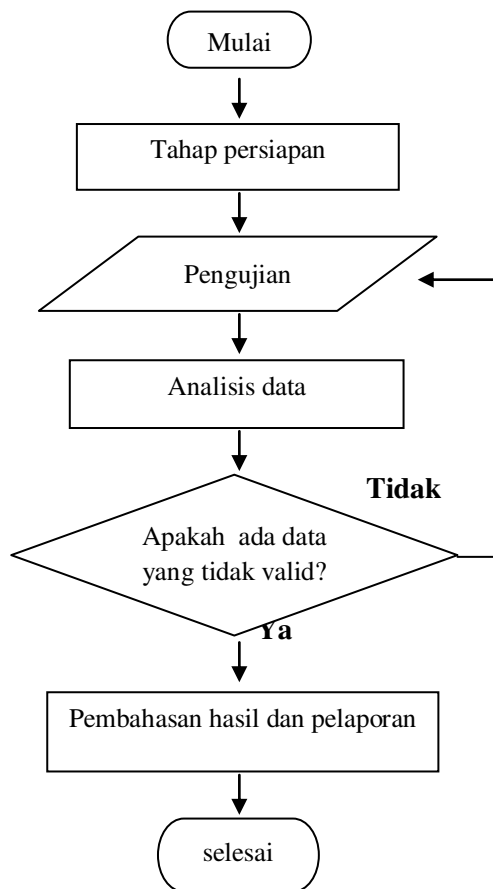 Mulai
Tahap persiapan
Pengujian
Analisis data
Tidak
Apakah ada data
yang tidak valid?
Ya
Pembahasan hasil dan pelaporan
selesai